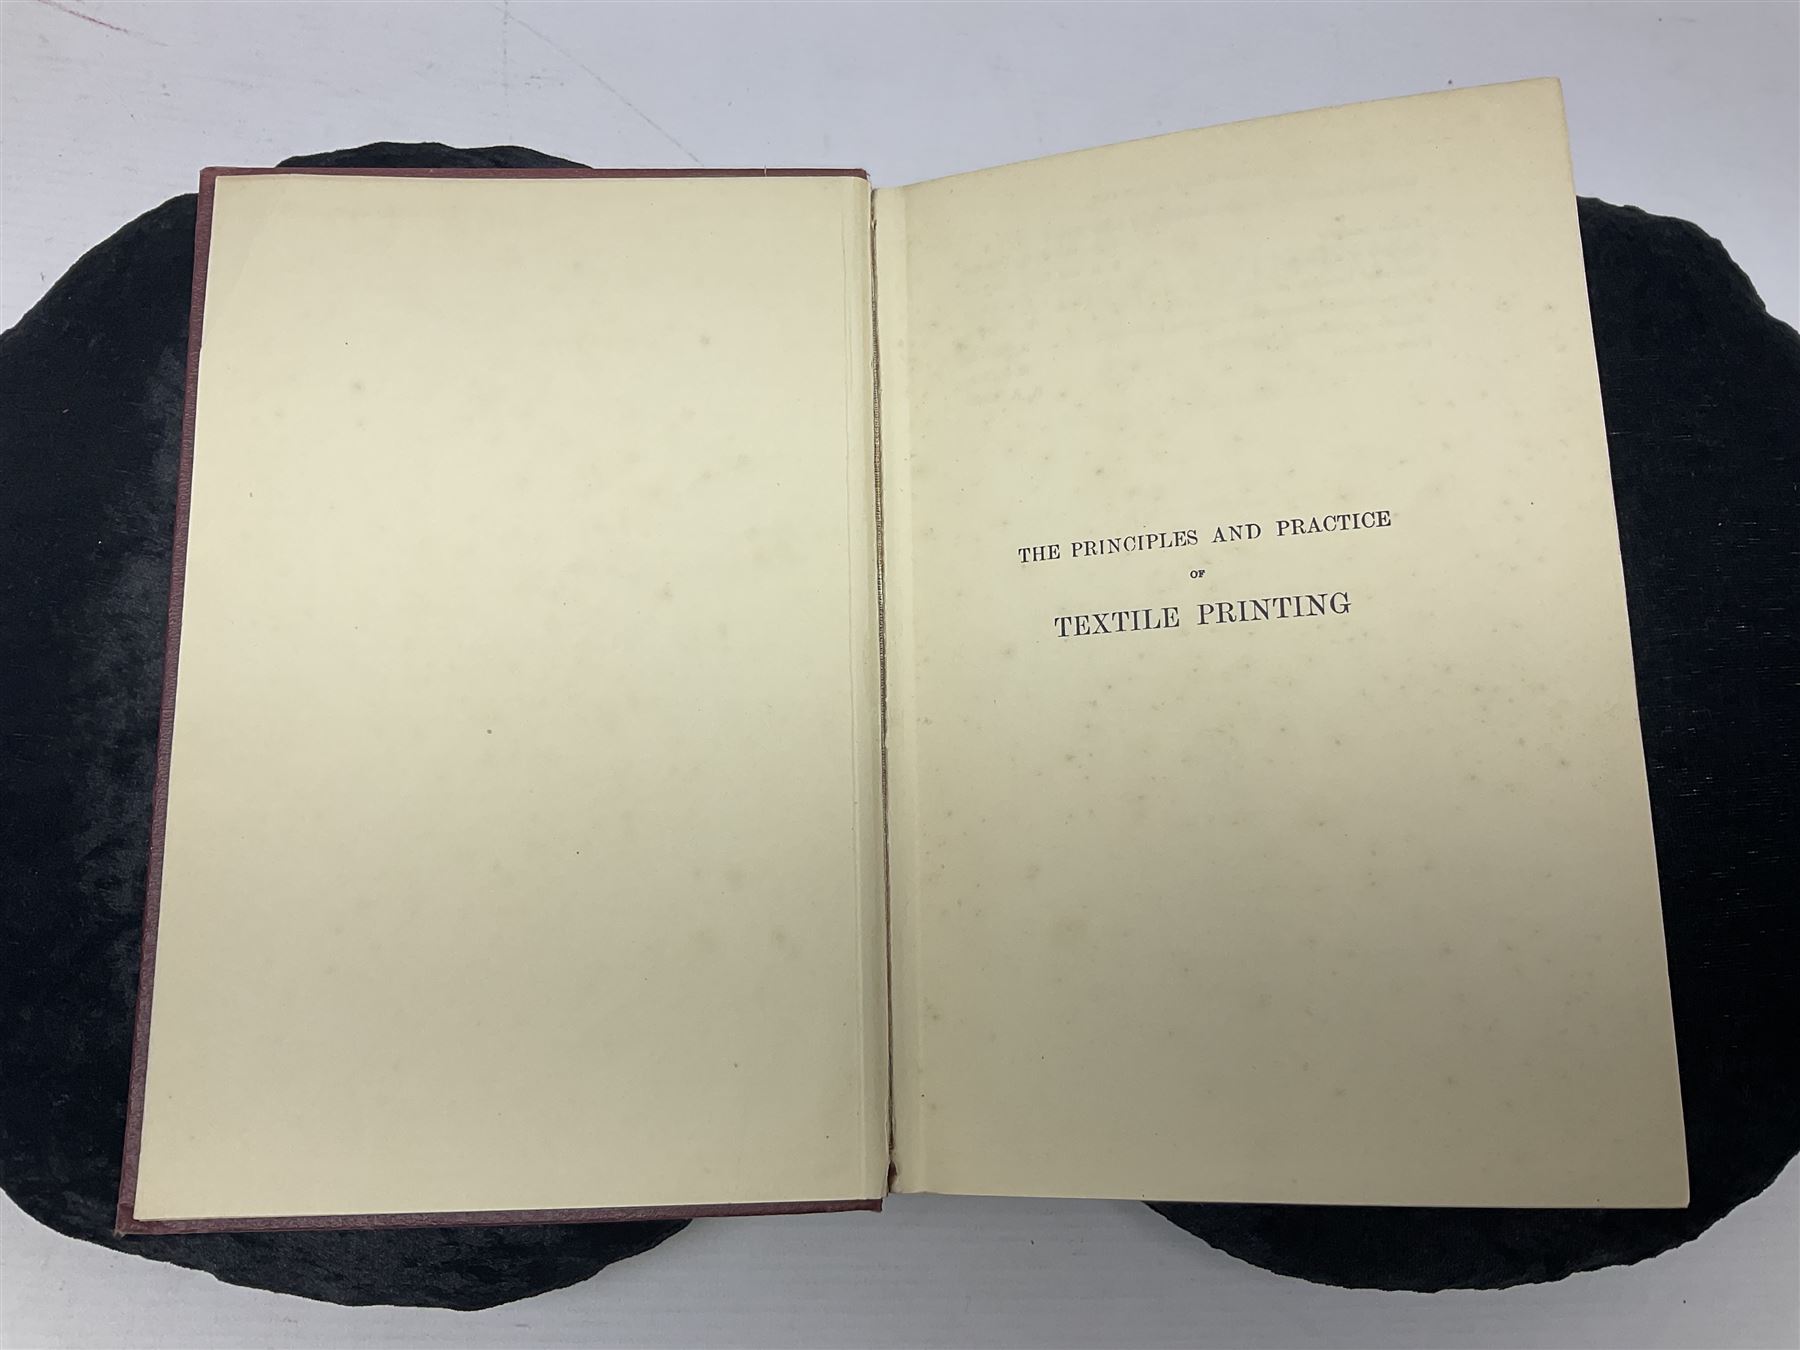 THE PRINCIPLES AND PRACTICE
OF
TEXTILE PRINTING